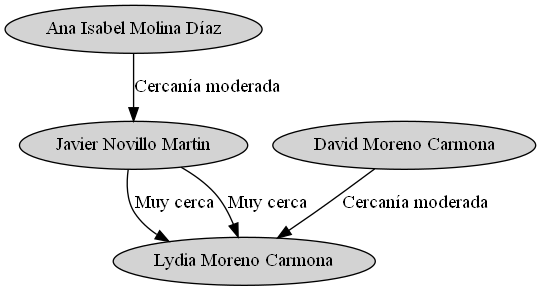 Ana Isabel Molina Díaz
Cercanía moderada
Javier Novillo Martin
David Moreno Carmona
Muy cerca
Muy cerca
Cercanía moderada
Lydia Moreno Carmona